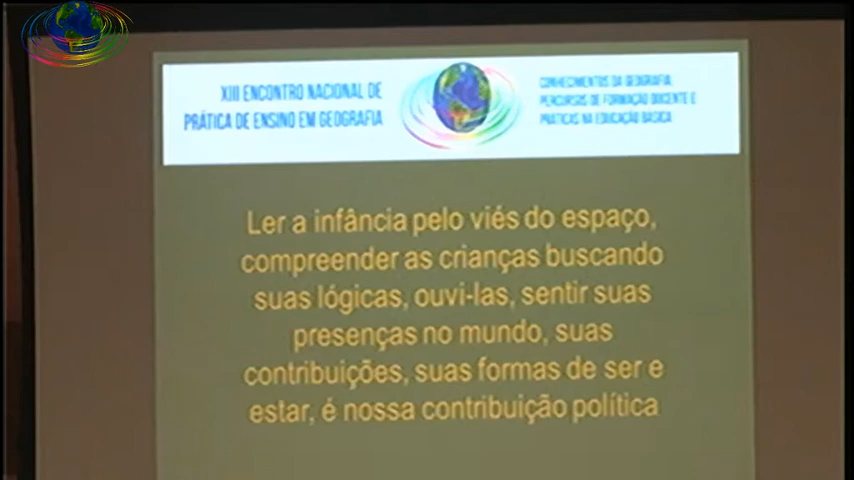 XIII ENCONTRO NACIONAL DE
PRÁTICA DE ENSINO EM GEOGRAFIA
CONHECIMENTOS DA GEOGRAFIA:
PERCURSOS DE FORMAÇÃO DOCENTE E
PRÁTICAS NA EDUCAÇÃO BÁSICA
Ler a infância pelo viés do espaço,
compreender as crianças buscando
suas lógicas, ouvi-las, sentir suas
presenças no mundo, suas
contribuições, suas formas de ser e
estar, é nossa contribuição política